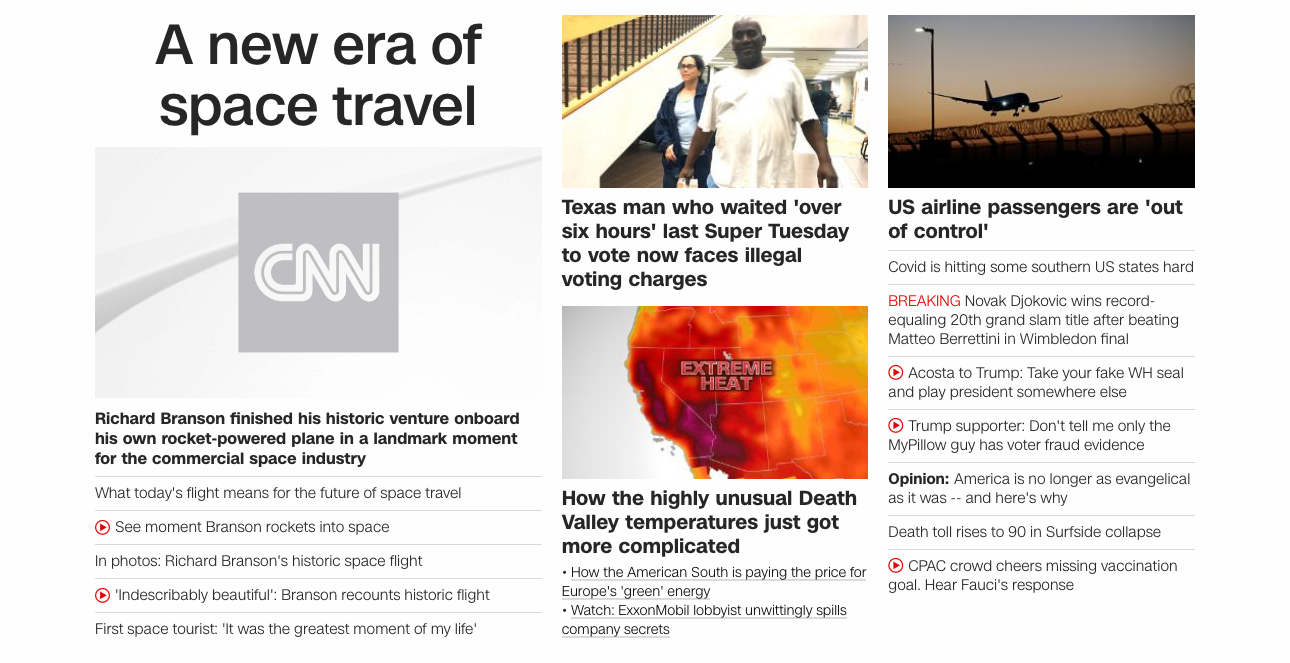 A new era of
space travel
CNN
Richard Branson finished his historic venture onboard
his own rocket-powered plane in a landmark moment
for the commercial space industry
What today's flight means for the future of space travel
See moment Branson rockets into space
In photos: Richard Branson's historic space flight
'Indescribably beautiful': Branson recounts historic flight
First space tourist: 'It was the greatest moment of my life'
Texas man who waited 'over
six hours' last Super Tuesday
to vote now faces illegal
voting charges
EXTREME
HEAT
How the highly unusual Death
Valley temperatures just got
more complicated
• How the American South is paying the price for
Europe's 'green' energy
• Watch: ExxonMobil lobbyist unwittingly spills
company secrets
US airline passengers are 'out
of control'
Covid is hitting some southern US states hard
BREAKING Novak Djokovic wins record-
equaling 20th grand slam title after beating
Matteo Berrettini in Wimbledon final
Acosta to Trump: Take your fake WH seal
and play president somewhere else
Trump supporter: Don't tell me only the
MyPillow guy has voter fraud evidence
Opinion: America is no longer as evangelical
as it was -- and here's why
Death toll rises to 90 in Surfside collapse
CPAC crowd cheers missing vaccination
goal. Hear Fauci's response